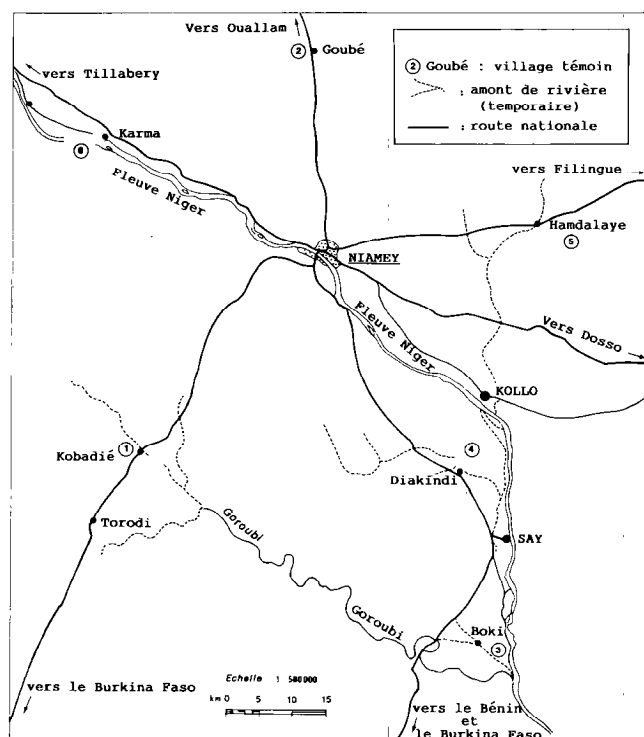 Vers Ouallam
② Goubé
② Goubé : village témoin
: amont de rivière
(temporaire)
: route nationale
vers Tillabery
Karma
⑥
Fleuve Niger
vers Filingue
Hamdalaye
⑤
NIAMEY
Fleuve Niger
Vers Dosso
KOLLO
① 
Kobadié
④
Diakindi
Torodi
Goroubi
SAY
Goroubi
Boki
③
Echelle 1 500000
km 0 5 10 15
vers le Burkina Faso
vers le Bénin
et
le Burkina Faso